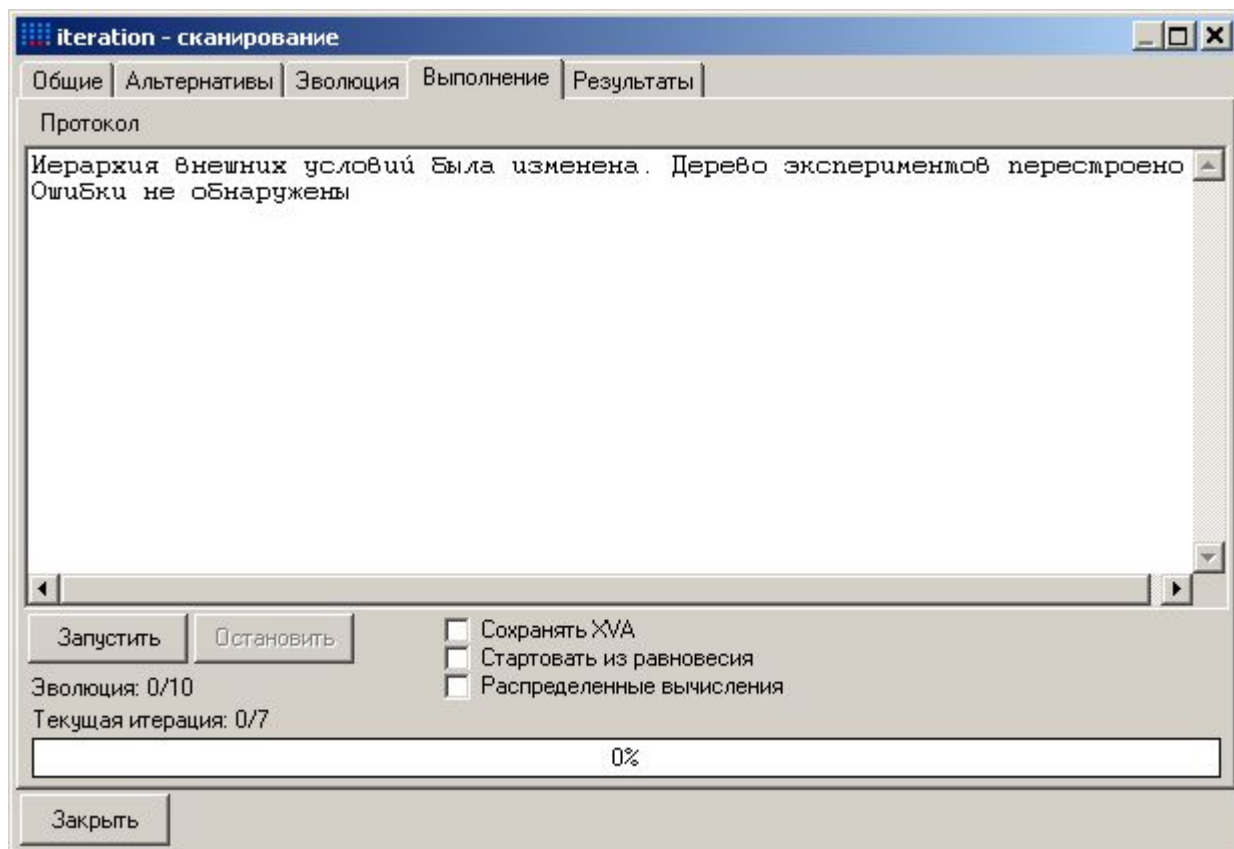 iteration - сканирование
Общие Альтернативы Эволюция Выполнение Результаты
Протокол
Иерархия внешних условий была изменена. Дерево экспериментов перестроено
Ошибки не обнаружены
Запустить Остановить
Сохранять XVA
Стартовать из равновесия
Распределенные вычисления
Эволюция: 0/10
Текущая итерация: 0/7
0%
Закрыть